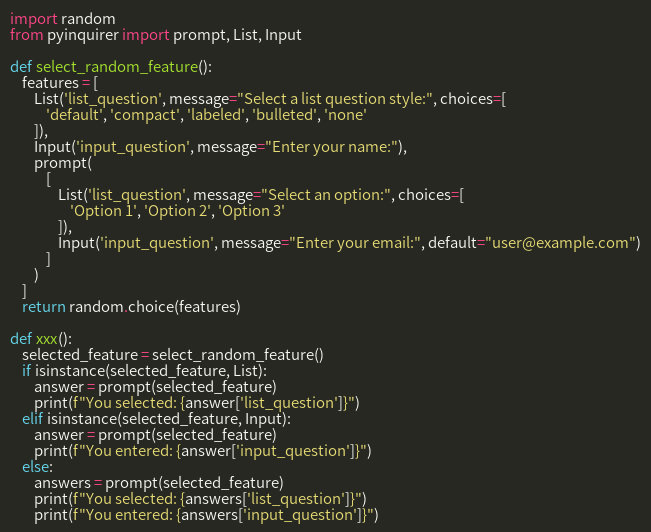 import random
from pyinquirer import prompt, List, Input

def select_random_feature():
    features = [
        List('list_question', message="Select a list question style:", choices=[
            'default', 'compact', 'labeled', 'bulleted', 'none'
        ]),
        Input('input_question', message="Enter your name:"),
        prompt(
            [
                List('list_question', message="Select an option:", choices=[
                    'Option 1', 'Option 2', 'Option 3'
                ]),
                Input('input_question', message="Enter your email:", default="user@example.com")
            ]
        )
    ]
    return random.choice(features)

def xxx():
    selected_feature = select_random_feature()
    if isinstance(selected_feature, List):
        answer = prompt(selected_feature)
        print(f"You selected: {answer['list_question']}")
    elif isinstance(selected_feature, Input):
        answer = prompt(selected_feature)
        print(f"You entered: {answer['input_question']}")
    else:
        answers = prompt(selected_feature)
        print(f"You selected: {answers['list_question']}")
        print(f"You entered: {answers['input_question']}")